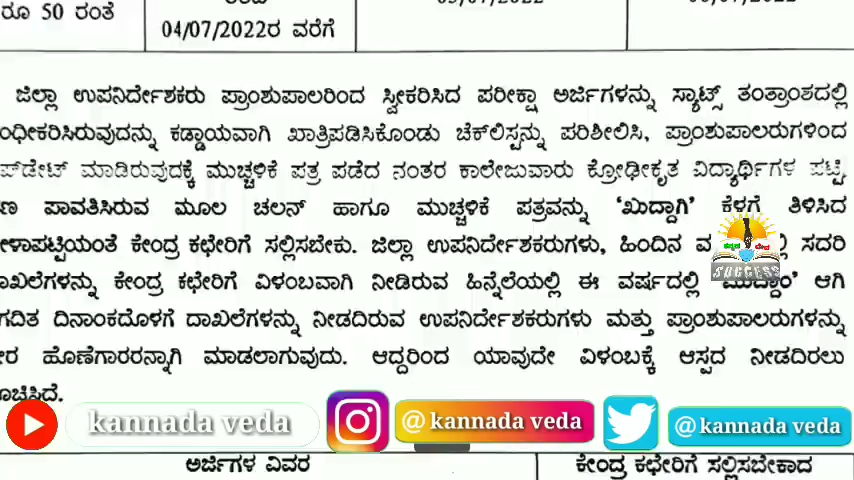 ರೂ 50 ರಂತೆ
04/07/2022ರ ವರೆಗೆ
ಜಿಲ್ಲಾ ಉಪನಿರ್ದೇಶಕರು ಪ್ರಾಂಶುಪಾಲರಿಂದ ಸ್ವೀಕರಿಸಿದ ಪರೀಕ್ಷಾ ಅರ್ಜಿಗಳನ್ನು ಸ್ಯಾಟ್ಸ್ ತಂತ್ರಾಂಶದಲ್ಲಿ
ಂಧೀಕರಿಸಿರುವುದನ್ನು ಕಡ್ಡಾಯವಾಗಿ ಖಾತ್ರಿಪಡಿಸಿಕೊಂಡು ಚೆಕ್‌ಲಿಸ್ಟನ್ನು ಪರಿಶೀಲಿಸಿ, ಪ್ರಾಂಶುಪಾಲರುಗಳಿಂದ
ಪ್‌ಡೇಟ್ ಮಾಡಿರುವುದಕ್ಕೆ ಮುಚ್ಚಳಿಕೆ ಪತ್ರ ಪಡೆದ ನಂತರ ಕಾಲೇಜುವಾರು ಕ್ರೋಢೀಕೃತ ವಿದ್ಯಾರ್ಥಿಗಳ ಪಟ್ಟಿ,
ಣ ಪಾವತಿಸಿರುವ ಮೂಲ ಚಲನ್ ಹಾಗೂ ಮುಚ್ಚಳಿಕೆ ಪತ್ರವನ್ನು 'ಖುದ್ದಾಗಿ' ಕೆಳಗೆ ತಿಳಿಸಿದ
ೇಳಾಪಟ್ಟಿಯಂತೆ ಕೇಂದ್ರ ಕಛೇರಿಗೆ ಸಲ್ಲಿಸಬೇಕು. ಜಿಲ್ಲಾ ಉಪನಿರ್ದೇಶಕರುಗಳು, ಹಿಂದಿನ ಸದರಿ
ಾಖಲೆಗಳನ್ನು ಕೇಂದ್ರ ಕಛೇರಿಗೆ ವಿಳಂಬವಾಗಿ ನೀಡಿರುವ ಹಿನ್ನೆಲೆಯಲ್ಲಿ ಈ ವರ್ಷದಲ್ಲಿ 'ಮುದ್ದಾಂ' ಆಗಿ
ಗದಿತ ದಿನಾಂಕದೊಳಗೆ ದಾಖಲೆಗಳನ್ನು ನೀಡದಿರುವ ಉಪನಿರ್ದೇಶಕರುಗಳು ಮತ್ತು ಪ್ರಾಂಶುಪಾಲರುಗಳನ್ನು
ೇರ ಹೊಣೆಗಾರರನ್ನಾಗಿ ಮಾಡಲಾಗುವುದು. ಆದ್ದರಿಂದ ಯಾವುದೇ ವಿಳಂಬಕ್ಕೆ ಆಸ್ಪದ ನೀಡದಿರಲು
ೂಚಿಸಿದೆ.
SUCCESS
kannada veda
@kannada veda
@kannada veda
ಅರ್ಜಿಗಳ ವಿವರ
ಕೇಂದ್ರ ಕಛೇರಿಗೆ ಸಲ್ಲಿಸಬೇಕಾದ